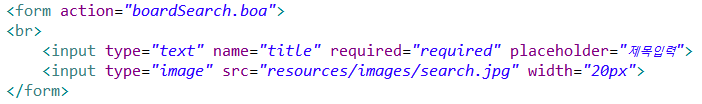 <form action="boardSearch.boa">
<br>
<input type="text" name="title" required="required" placeholder="제목입력">
<input type="image" src="resources/images/search.jpg" width="20px">
</form>